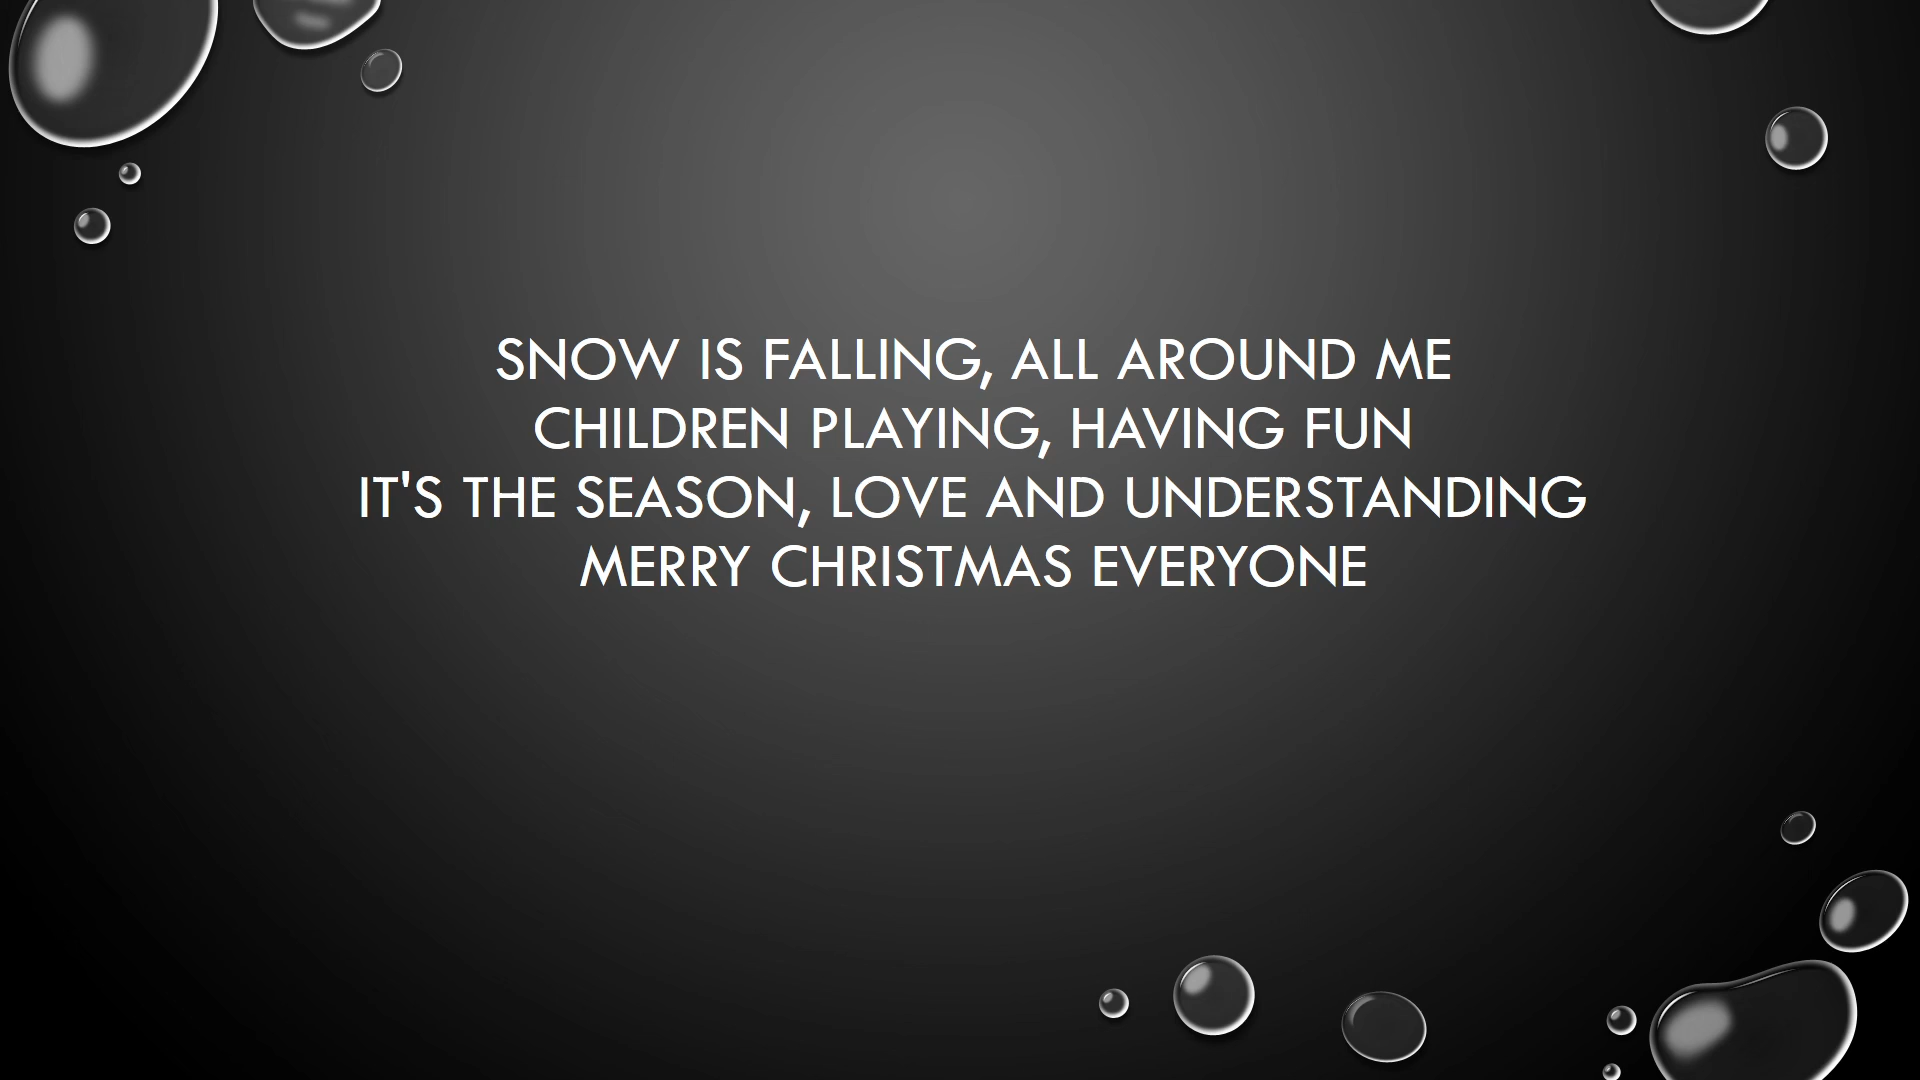 SNOW IS FALLING, ALL AROUND ME
CHILDREN PLAYING, HAVING FUN
IT'S THE SEASON, LOVE AND UNDERSTANDING
MERRY CHRISTMAS EVERYONE